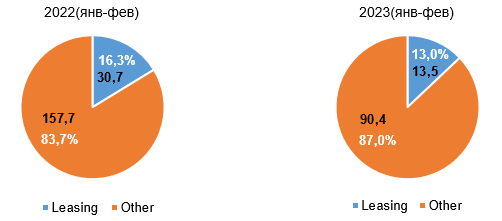 2022(янв-фев)
16,3%
30,7
157,7
83,7%
Leasing Other
2023(янв-фев)
13,0%
13,5
90,4
87,0%
Leasing Other